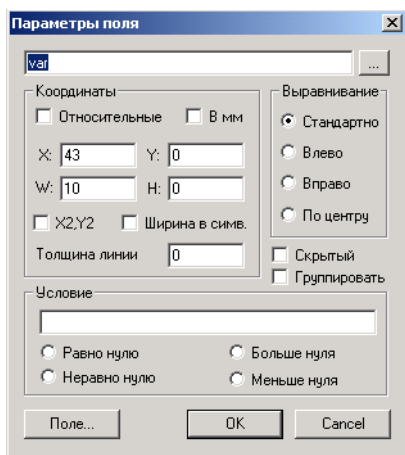 Параметры поля
var
...
Координаты
Относительные В мм
X: 43 Y: 0
W: 10 H: 0
X2,Y2 Ширина в симв.
Толщина линии 0
Выравнивание
Стандартно
Влево
Вправо
По центру
Скрытый
Группировать
Условие
Равно нулю Больше нуля
Неравно нулю Меньше нуля
Поле... OK Cancel